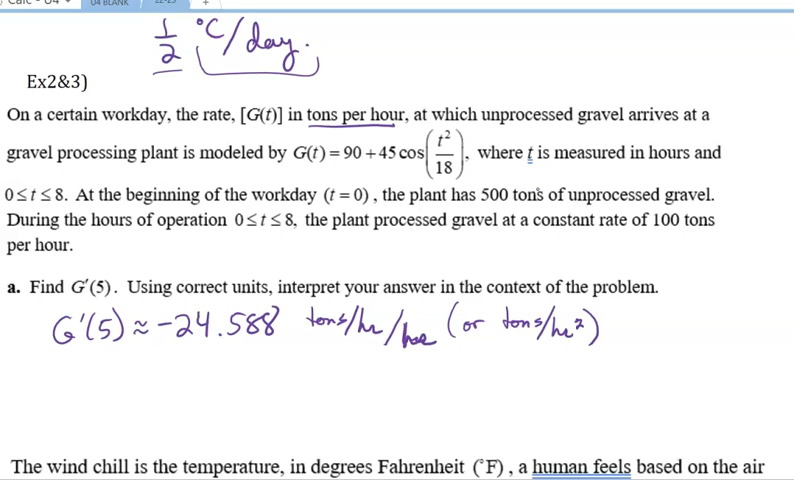 U4 BLANK
1/2 °C/day.
Ex2&3)
On a certain workday, the rate, [G(t)] in tons per hour, at which unprocessed gravel arrives at a
gravel processing plant is modeled by G(t) = 90 + 45 cos(t²/18), where t is measured in hours and
0 ≤ t ≤ 8. At the beginning of the workday (t = 0), the plant has 500 tons of unprocessed gravel.
During the hours of operation 0 ≤ t ≤ 8, the plant processed gravel at a constant rate of 100 tons
per hour.
a. Find G′(5). Using correct units, interpret your answer in the context of the problem.
G'(5) ≈ -24.588 tons/hr/hour (or tons/hr²)
The wind chill is the temperature, in degrees Fahrenheit (°F), a human feels based on the air